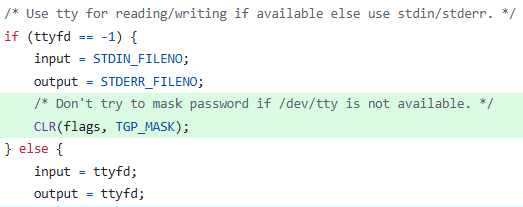 /* Use tty for reading/writing if available else use stdin/stderr. */
if (ttyfd == -1) {
    input = STDIN_FILENO;
    output = STDERR_FILENO;
    /* Don't try to mask password if /dev/tty is not available. */
    CLR(flags, TGP_MASK);
} else {
    input = ttyfd;
    output = ttyfd;